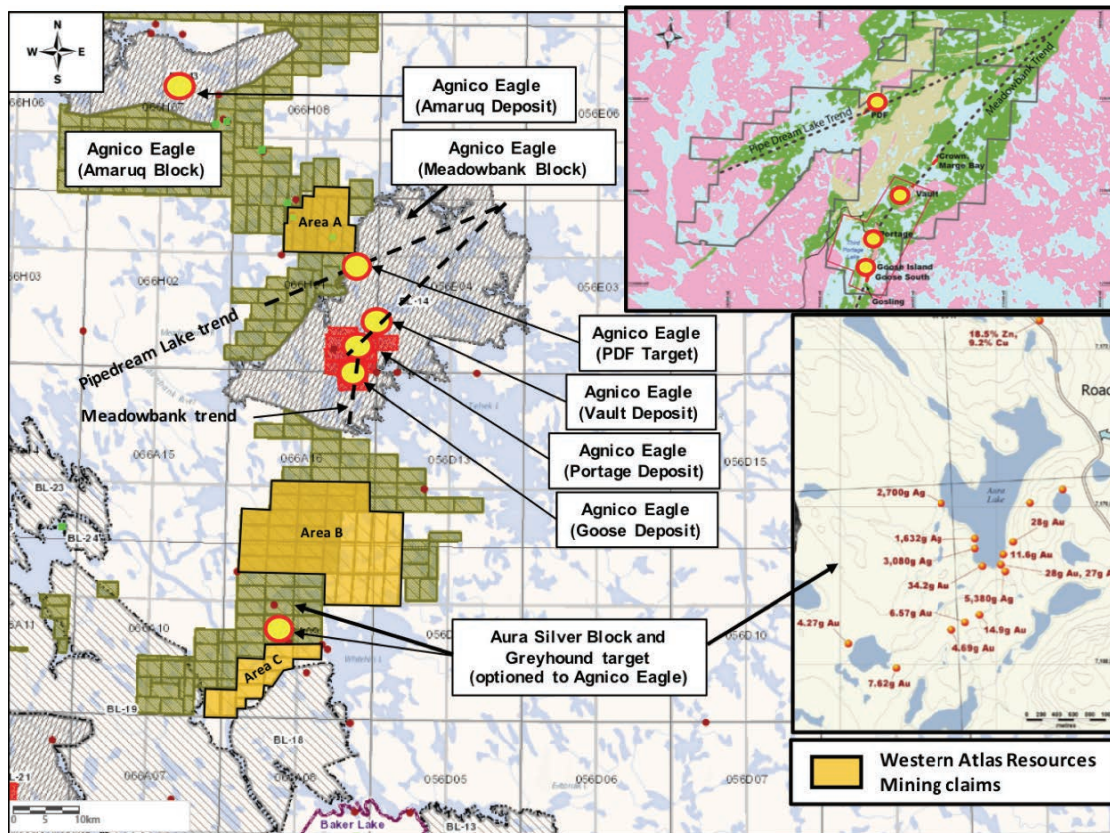 N
W E
S
066H06
066H07
066H08
056E06
Agnico Eagle
(Amaruq Deposit)
Agnico Eagle
(Amaruq Block)
Agnico Eagle
(Meadowbank Block)
Area A
066H03
066H02
056E04
056E03
Pipedream Lake trend
Meadowbank trend
Agnico Eagle
(PDF Target)
Agnico Eagle
(Vault Deposit)
Agnico Eagle
(Portage Deposit)
Agnico Eagle
(Goose Deposit)
066A15
066A16
056D13
056D15
BL-23
BL-24
Area B
066A10
056D10
Aura Silver Block and
Greyhound target
(optioned to Agnico Eagle)
Area C
BL-19
BL-18
066A07
066A08
056D05
056D06
056D07
0 5 10km
Baker Lake
BL-13
Pipe Dream Lake Trend
Meadowbank Trend
PDF
Crown
Marge Bay
Vault
Portage
Goose Island
Goose South
Gosling
18.5% Zn,
9.2% Cu
Road
Aura
Lake
2,700g Ag
28g Au
1,632g Ag
11.6g Au
3,080g Ag
28g Au, 27g A
34.2g Au
5,380g Ag
6.57g Au
14.9g Au
4.27g Au
4.69g Au
7.62g Au
metres
Western Atlas Resources
Mining claims